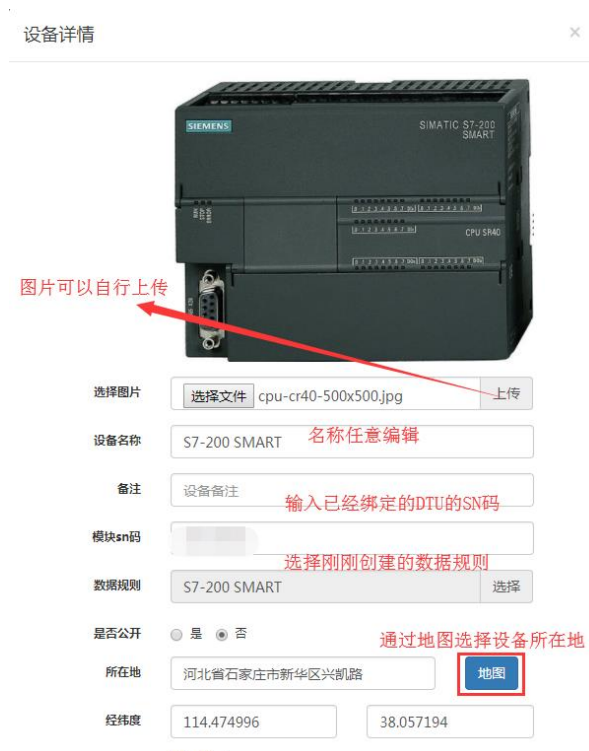 设备详情 ×
SIEMENS
SIMATIC S7-200
SMART
CPU SR40
图片可以自行上传
选择图片 选择文件 cpu-cr40-500x500.jpg 上传
设备名称 S7-200 SMART 名称任意编辑
备注 设备备注
输入已经绑定的DTU的SN码
模块sn码
选择刚刚创建的数据规则
数据规则 S7-200 SMART 选择
是否公开 是 否
通过地图选择设备所在地
所在地 河北省石家庄市新华区兴凯路 地图
经纬度 114.474996 38.057194